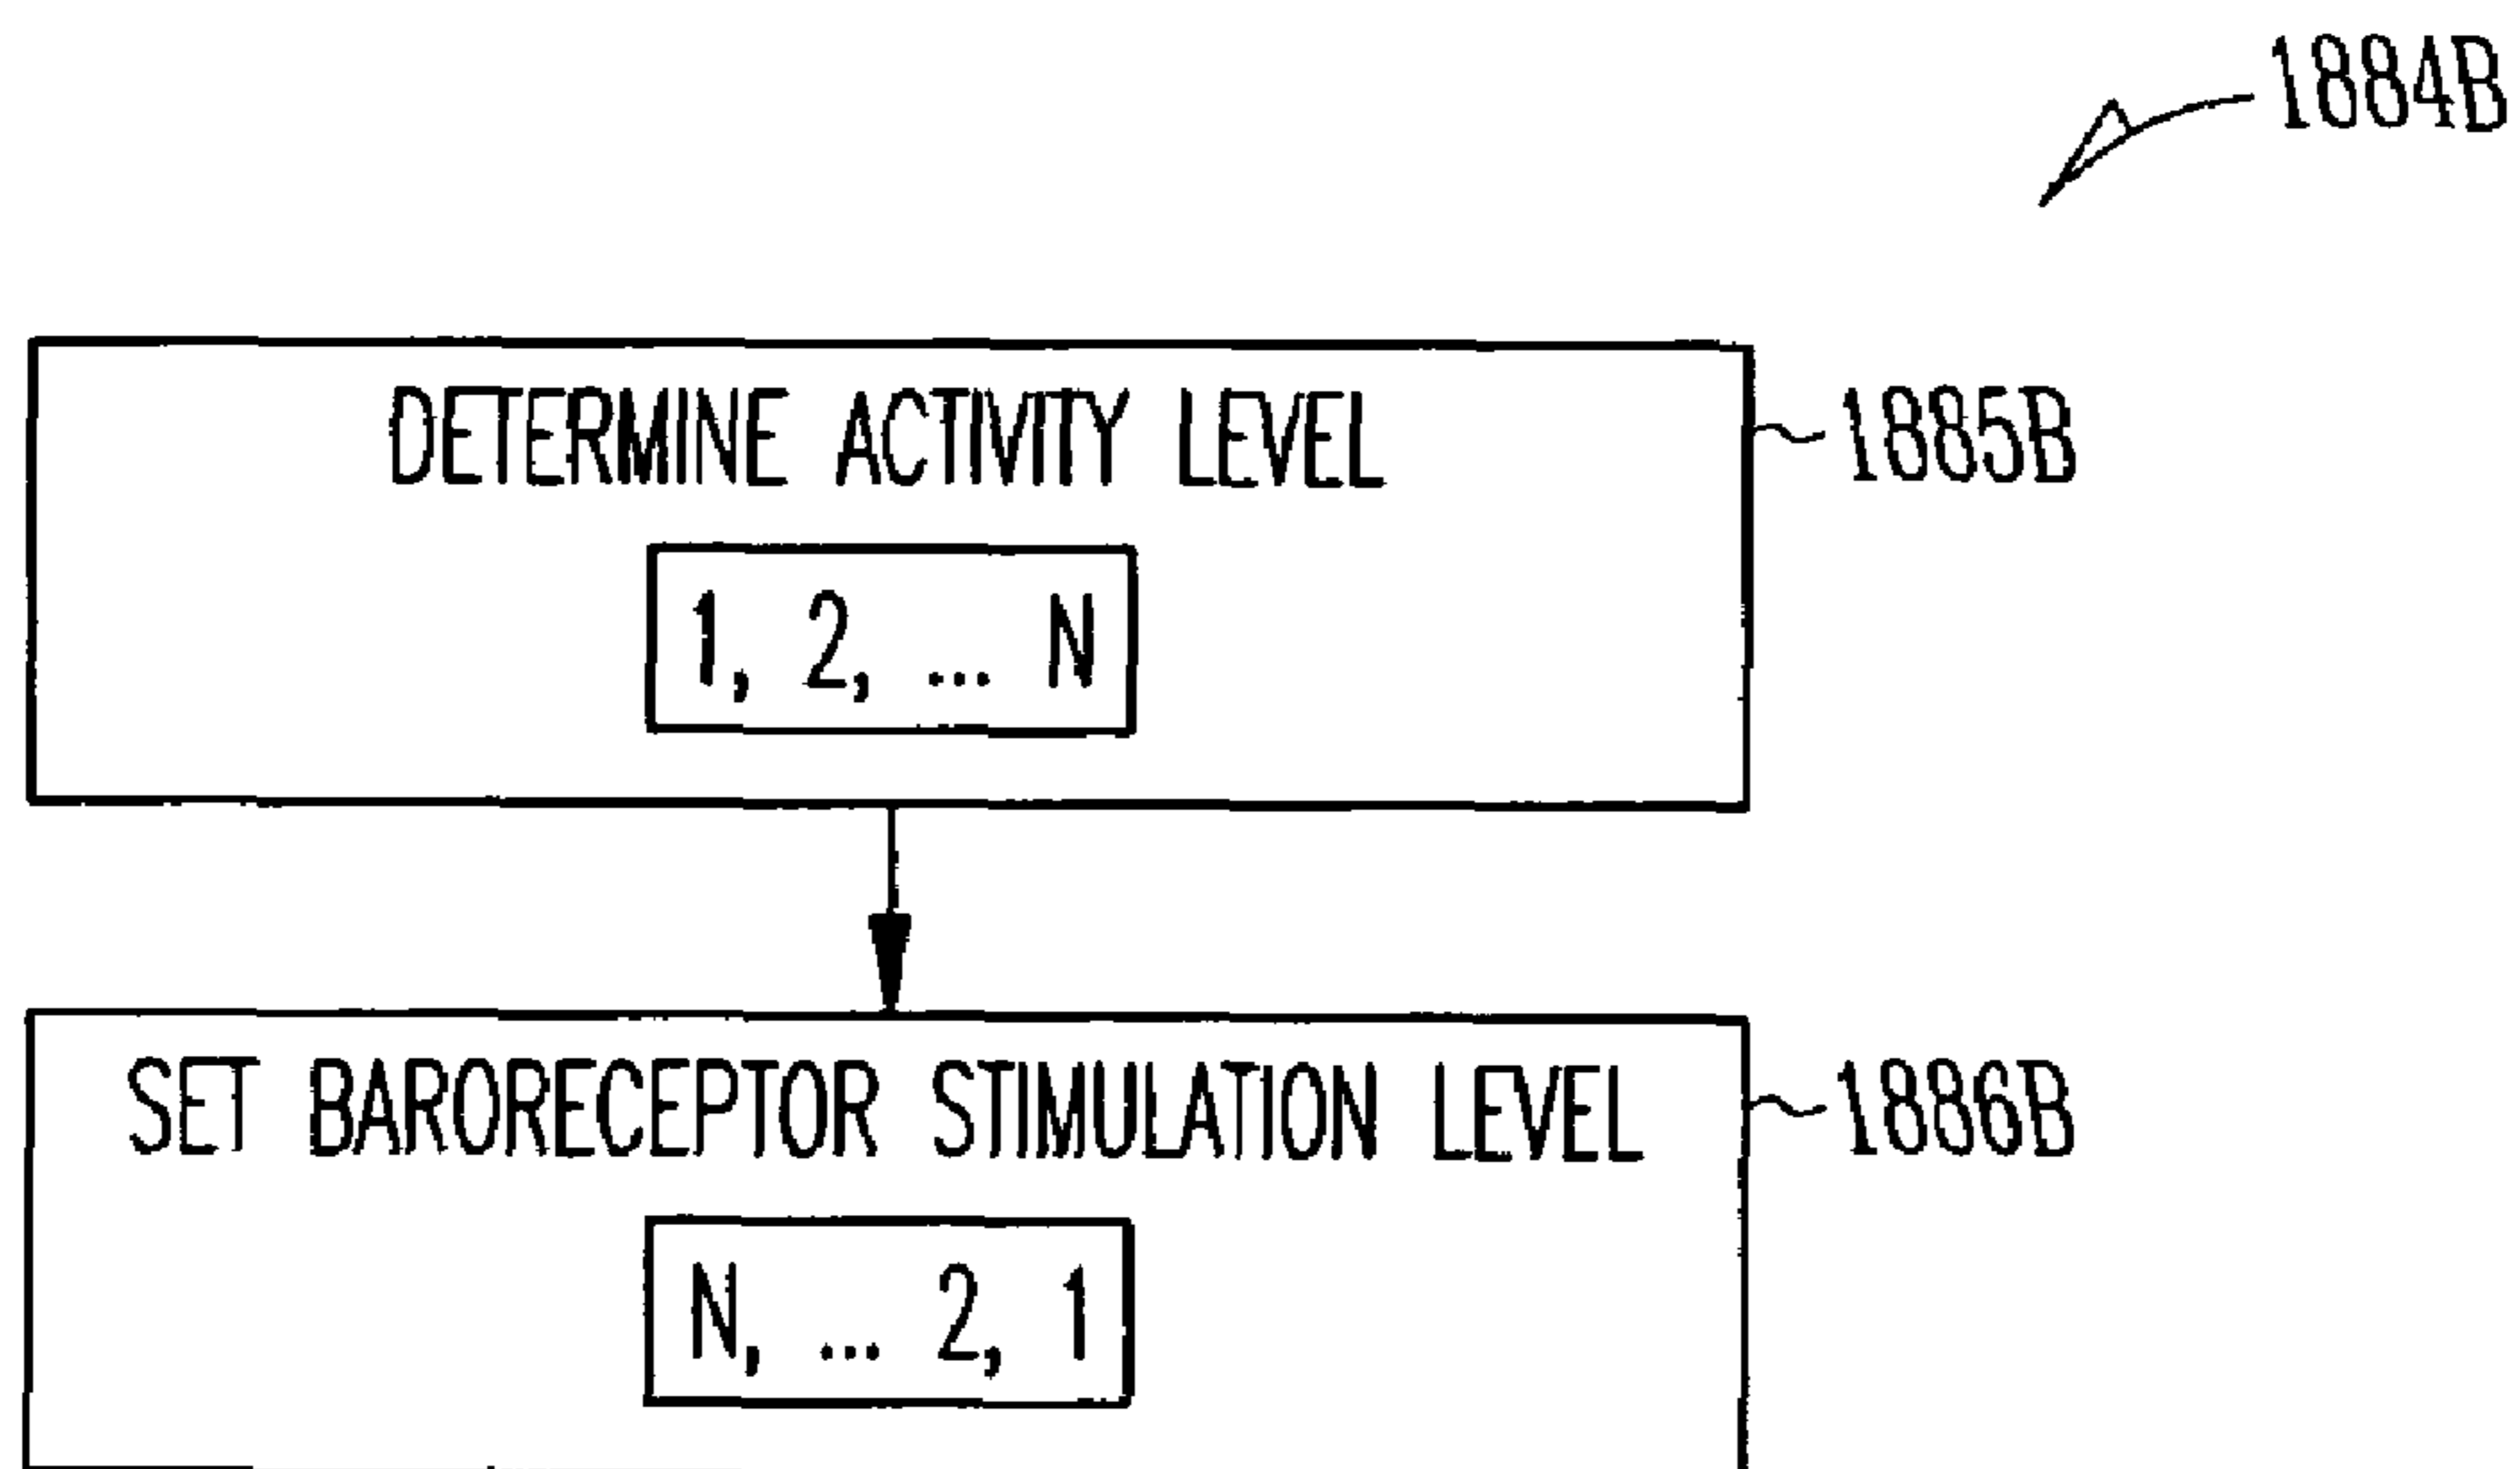 1884B
DETERMINE ACTIVITY LEVEL
1885B
1, 2, ... N
SET BARORECEPTOR STIMULATION LEVEL
1886B
N, ... 2, 1